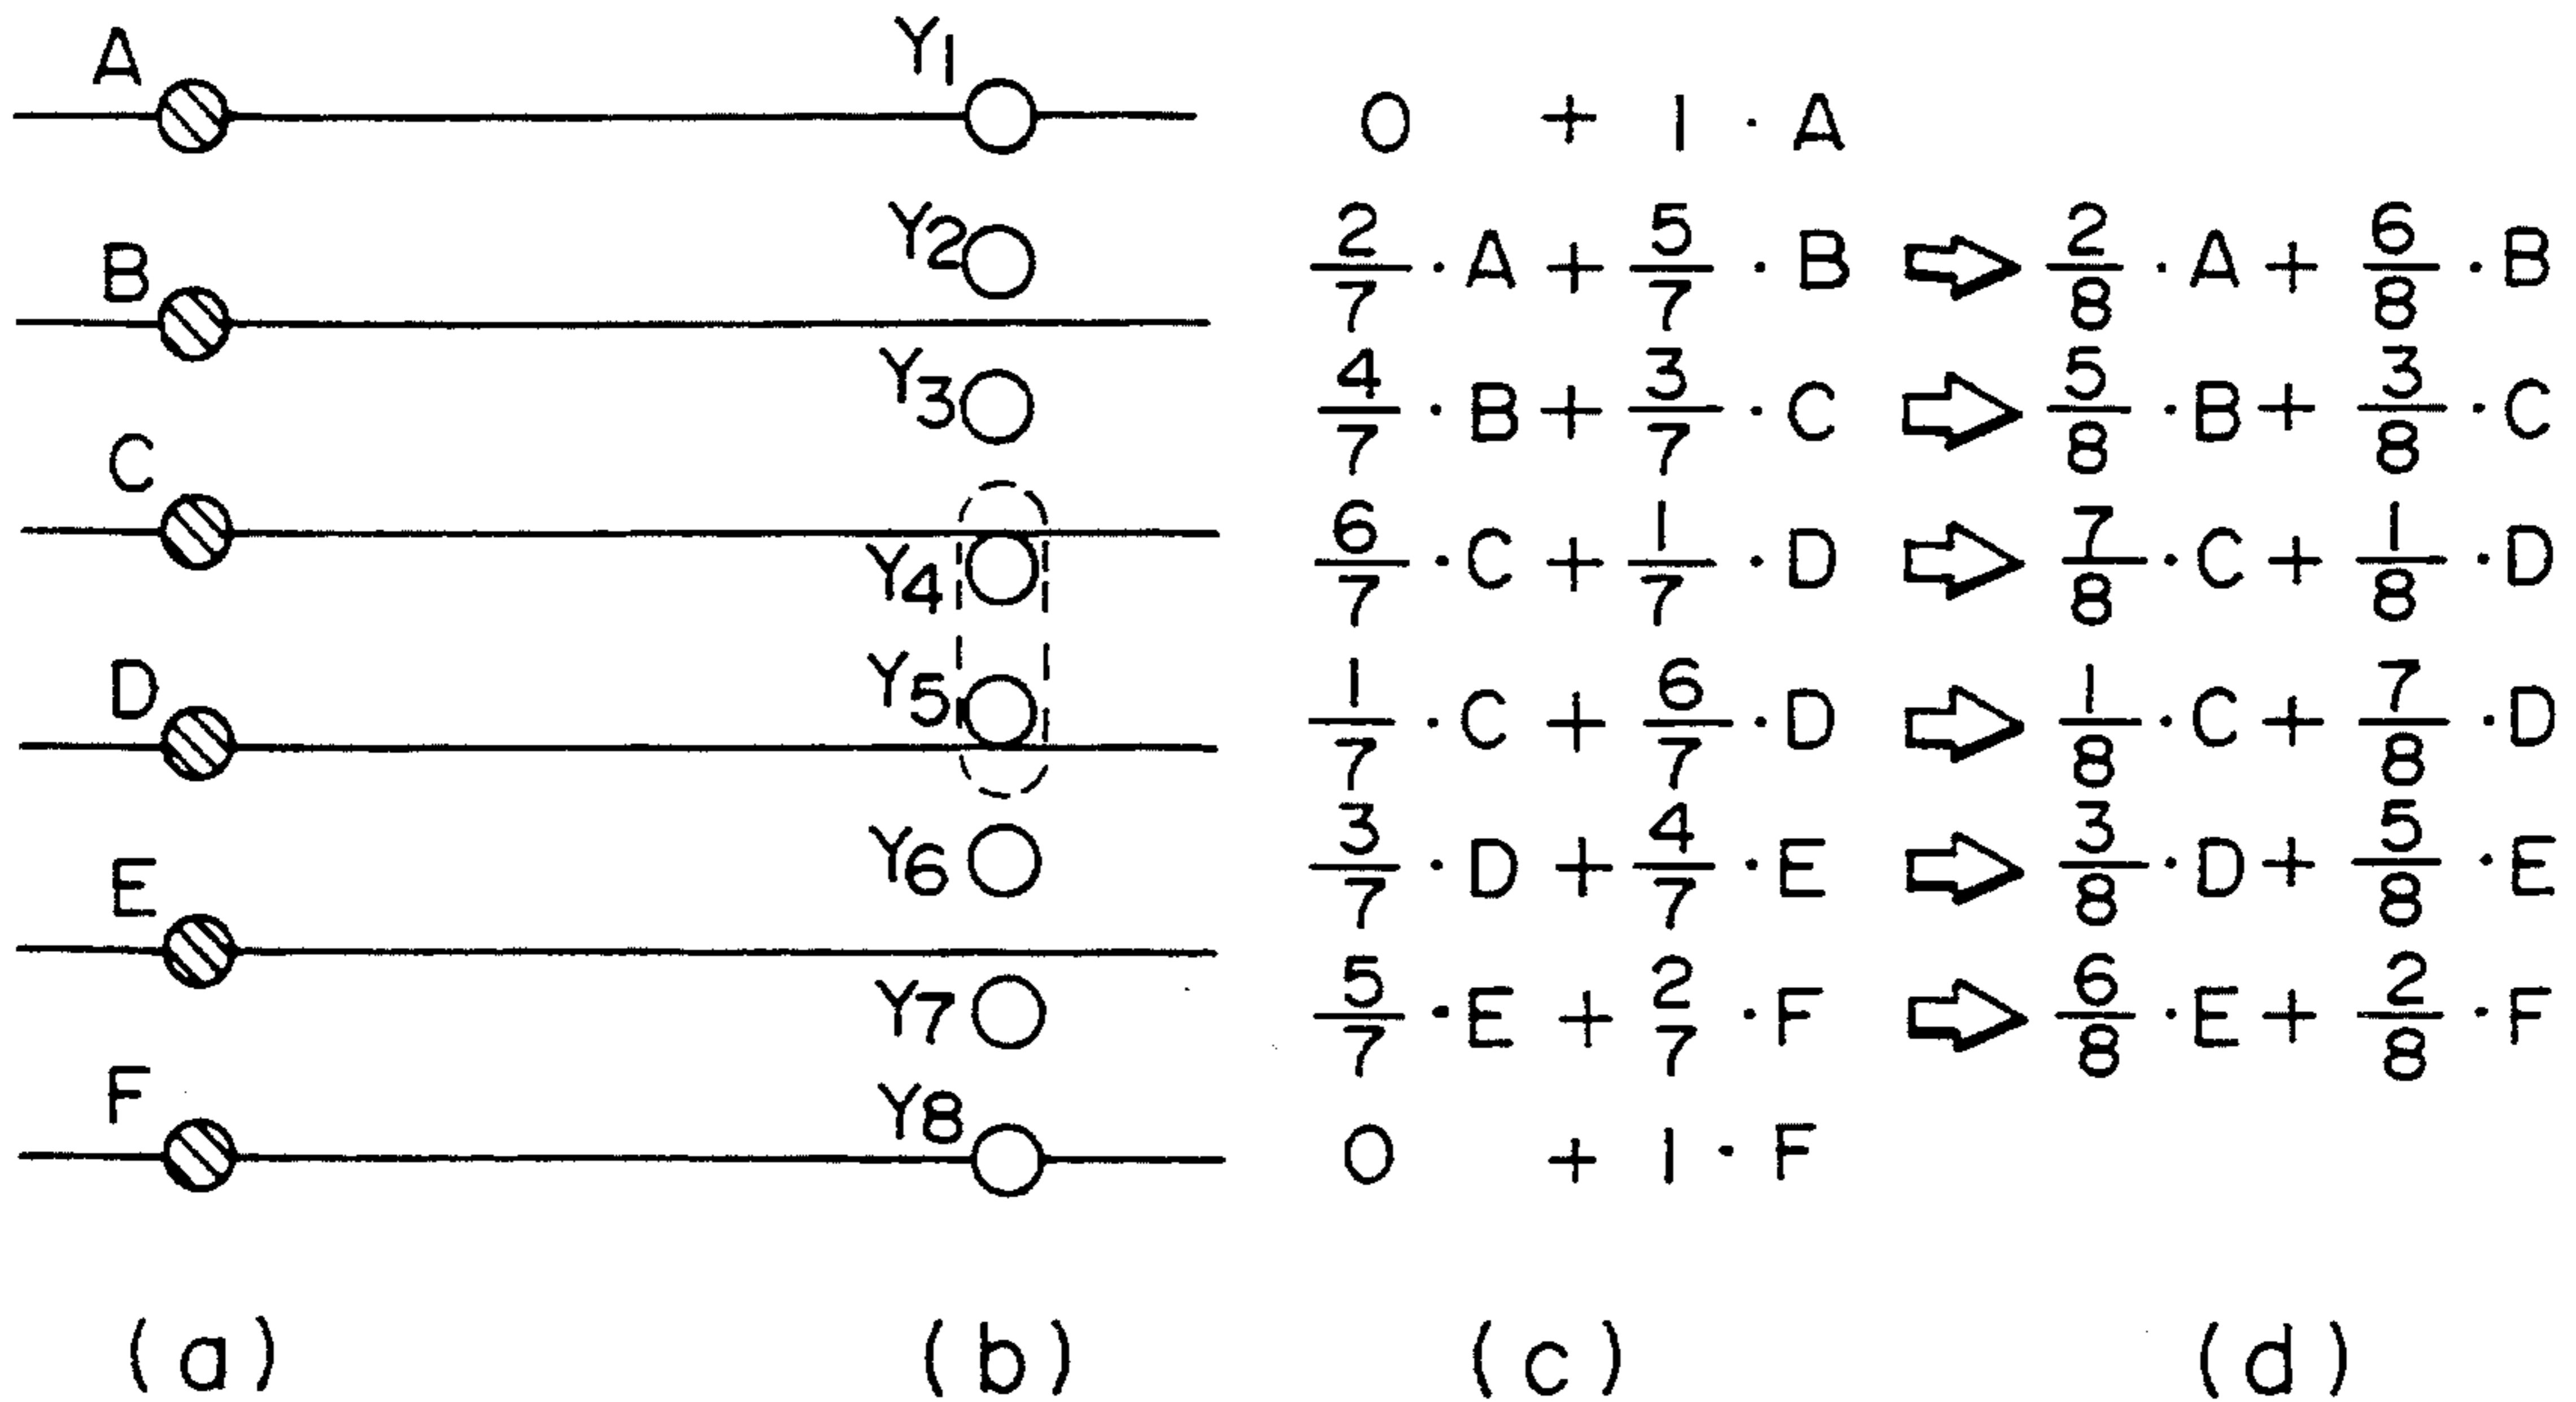 A Y1 0 + 1 · A
B Y2 2/7 · A + 5/7 · B ⇨ 2/8 · A + 6/8 · B
Y3 4/7 · B + 3/7 · C ⇨ 5/8 · B + 3/8 · C
C Y4 6/7 · C + 1/7 · D ⇨ 7/8 · C + 1/8 · D
D Y5 1/7 · C + 6/7 · D ⇨ 1/8 · C + 7/8 · D
E Y6 3/7 · D + 4/7 · E ⇨ 3/8 · D + 5/8 · E
Y7 5/7 · E + 2/7 · F ⇨ 6/8 · E + 2/8 · F
F Y8 0 + 1 · F
(a) (b) (c) (d)